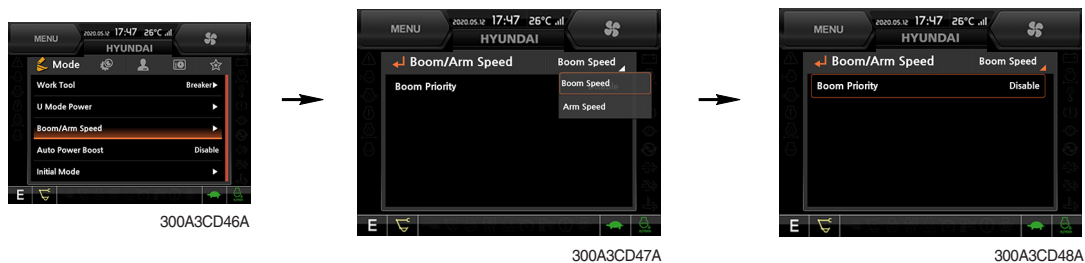 MENU
2020.05.12 17:47 26°C
HYUNDAI
Mode
Work Tool Breaker▶
U Mode Power ▶
Boom/Arm Speed ▶
Auto Power Boost Disable
Initial Mode ▶
E
300A3CD46A
MENU
2020.05.12 17:47 26°C
HYUNDAI
Boom/Arm Speed Boom Speed
Boom Priority
Boom Speed
Arm Speed
E
300A3CD47A
MENU
2020.05.12 17:47 26°C
HYUNDAI
Boom/Arm Speed Boom Speed
Boom Priority Disable
E
300A3CD48A